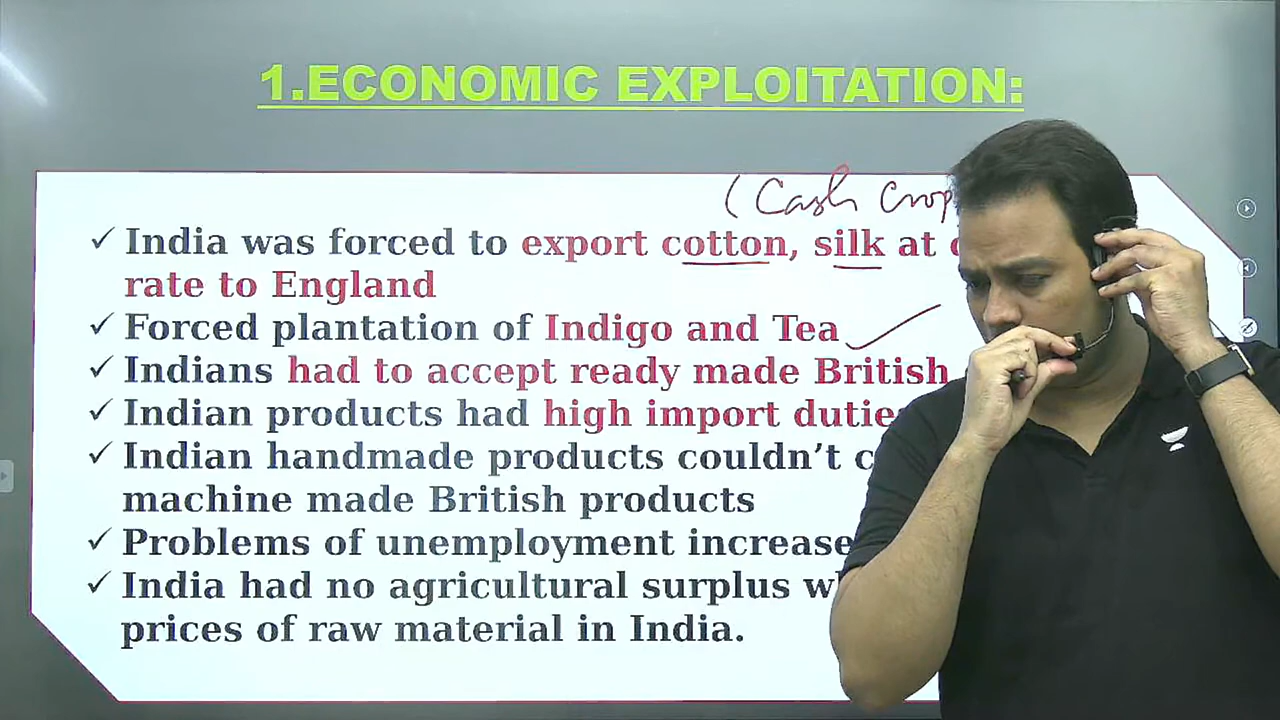 1.ECONOMIC EXPLOITATION:
(Cash Crop
✓ India was forced to export cotton, silk at
rate to England
✓ Forced plantation of Indigo and Tea
✓ Indians had to accept ready made British
✓ Indian products had high import duties
✓ Indian handmade products couldn’t
machine made British products
✓ Problems of unemployment increase
✓ India had no agricultural surplus
prices of raw material in India.